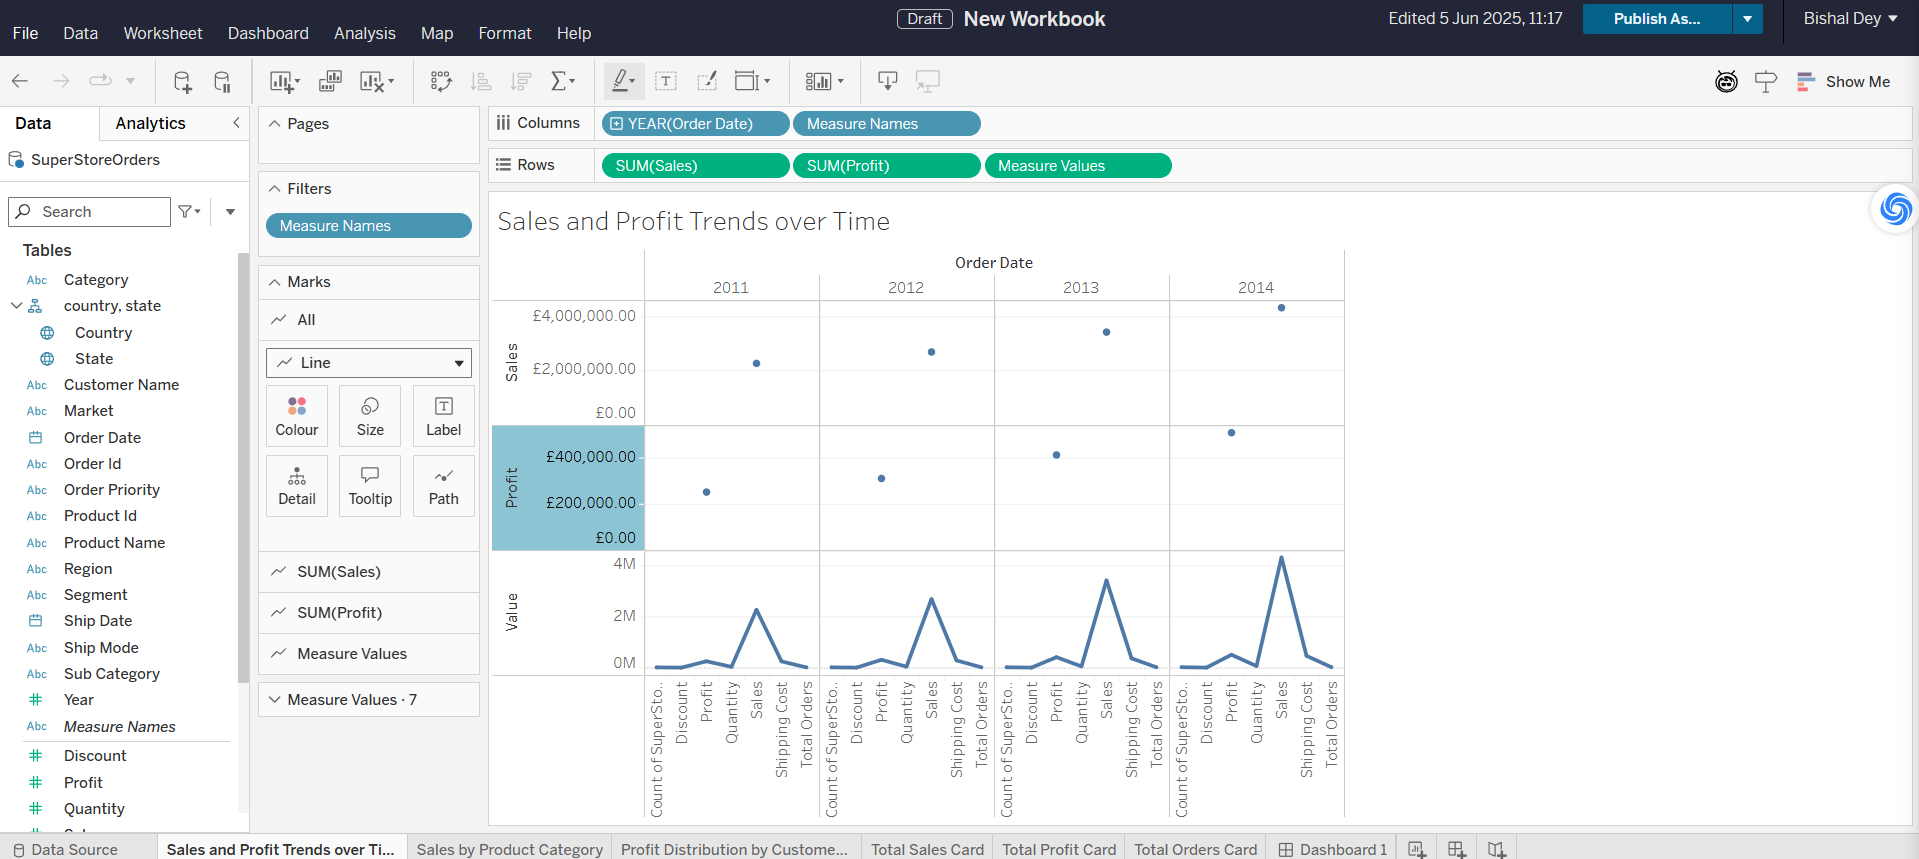 Draft New Workbook
Edited 5 Jun 2025, 11:17
Publish As...
Bishal Dey
File Data Worksheet Dashboard Analysis Map Format Help
Show Me
Data Analytics
SuperStoreOrders
Search
Tables
Abc Category
country, state
Country
State
Abc Customer Name
Abc Market
Order Date
Abc Order Id
Abc Order Priority
Abc Product Id
Abc Product Name
Abc Region
Abc Segment
Ship Date
Abc Ship Mode
Abc Sub Category
# Year
Abc Measure Names
# Discount
# Profit
# Quantity
Pages
Filters
Measure Names
Marks
All
Line
Colour Size Label
Detail Tooltip Path
SUM(Sales)
SUM(Profit)
Measure Values
Measure Values · 7
Columns YEAR(Order Date) Measure Names
Rows SUM(Sales) SUM(Profit) Measure Values
Sales and Profit Trends over Time
Order Date
2011 2012 2013 2014
Sales
£4,000,000.00
£2,000,000.00
£0.00
Profit
£400,000.00
£200,000.00
£0.00
Value
4M
2M
0M
Count of SuperSto.. Discount Profit Quantity Sales Shipping Cost Total Orders
Count of SuperSto.. Discount Profit Quantity Sales Shipping Cost Total Orders
Count of SuperSto.. Discount Profit Quantity Sales Shipping Cost Total Orders
Count of SuperSto.. Discount Profit Quantity Sales Shipping Cost Total Orders
Data Source Sales and Profit Trends over Ti... Sales by Product Category Profit Distribution by Custome... Total Sales Card Total Profit Card Total Orders Card Dashboard 1